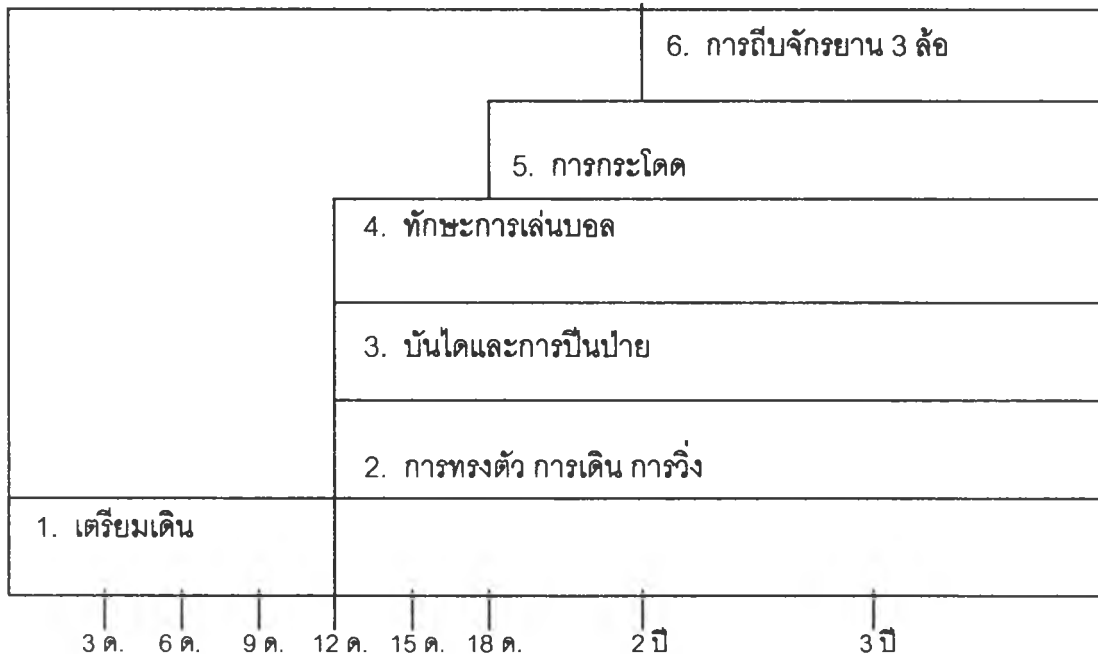 6. การถีบจักรยาน 3 ล้อ
5. การกระโดด
4. ทักษะการเล่นบอล
3. บันไดและการปีนป่าย
2. การทรงตัว การเดิน การวิ่ง
1. เตรียมเดิน
3 ด. 6 ด. 9 ด. 12 ด. 15 ด. 18 ด. 2 ปี 3 ปี